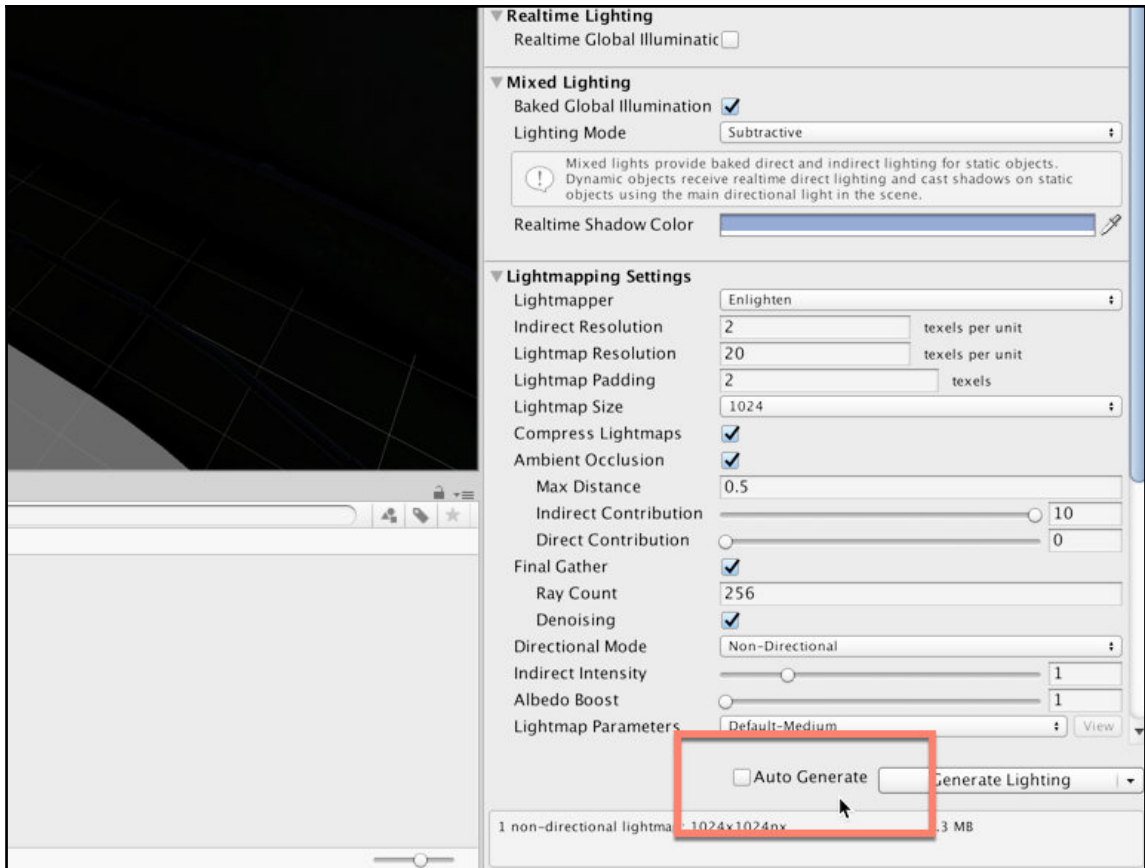 Realtime Lighting
Realtime Global Illuminatic
Mixed Lighting
Baked Global Illumination
Lighting Mode Subtractive
Mixed lights provide baked direct and indirect lighting for static objects.
Dynamic objects receive realtime direct lighting and cast shadows on static
objects using the main directional light in the scene.
Realtime Shadow Color
Lightmapping Settings
Lightmapper Enlighten
Indirect Resolution 2 texels per unit
Lightmap Resolution 20 texels per unit
Lightmap Padding 2 texels
Lightmap Size 1024
Compress Lightmaps
Ambient Occlusion
Max Distance 0.5
Indirect Contribution 10
Direct Contribution 0
Final Gather
Ray Count 256
Denoising
Directional Mode Non-Directional
Indirect Intensity 1
Albedo Boost 1
Lightmap Parameters Default-Medium View
Auto Generate Generate Lighting
1 non-directional lightmap: 1024x1024px .3 MB